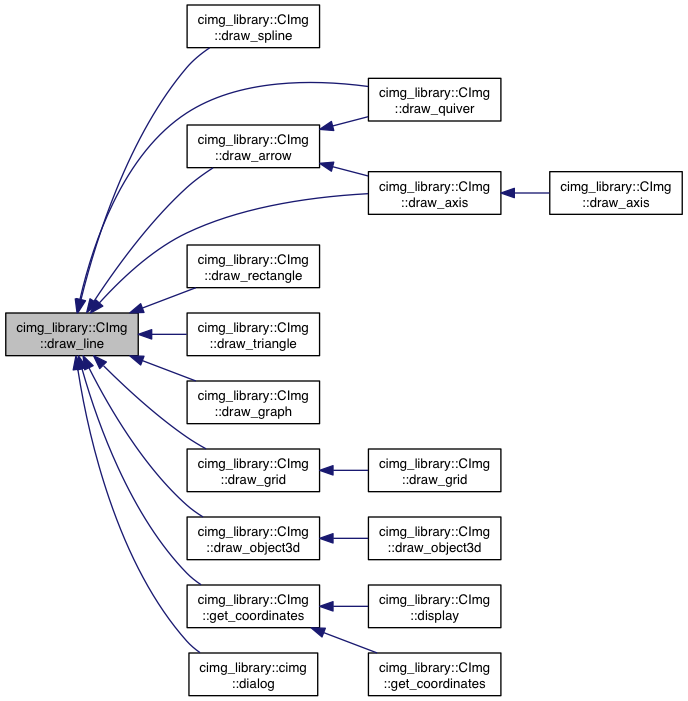 cimg_library::CImg
::draw_spline
cimg_library::CImg
::draw_quiver
cimg_library::CImg
::draw_arrow
cimg_library::CImg
::draw_axis
cimg_library::CImg
::draw_axis
cimg_library::CImg
::draw_rectangle
cimg_library::CImg
::draw_line
cimg_library::CImg
::draw_triangle
cimg_library::CImg
::draw_graph
cimg_library::CImg
::draw_grid
cimg_library::CImg
::draw_grid
cimg_library::CImg
::draw_object3d
cimg_library::CImg
::draw_object3d
cimg_library::CImg
::get_coordinates
cimg_library::CImg
::display
cimg_library::cimg
::dialog
cimg_library::CImg
::get_coordinates